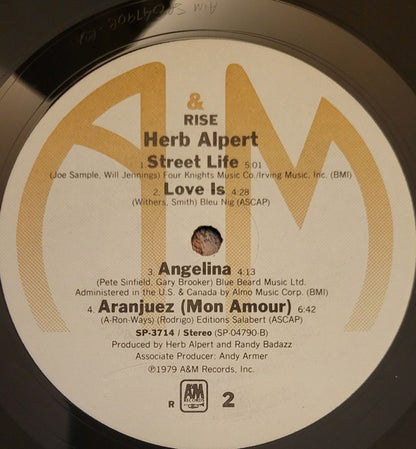 A&M
RISE
Herb Alpert
1. Street Life 5:01
(Joe Sample, Will Jennings) Four Knights Music Co./Irving Music, Inc. (BMI)
2. Love Is 4:28
(Withers, Smith) Bleu Nig (ASCAP)
3. Angelina 4:13
(Pete Sinfield, Gary Brooker) Blue Beard Music Ltd.
Administered in the U.S. & Canada by Almo Music Corp. (BMI)
4. Aranjuez (Mon Amour) 6:42
(A-Ron-Ways) (Rodrigo) Editions Salabert (ASCAP)
SP-3714 / Stereo (SP-04790-B)
Produced by Herb Alpert and Randy Badazz
Associate Producer: Andy Armer
©1979 A&M Records, Inc.
R A&M RECORDS 2